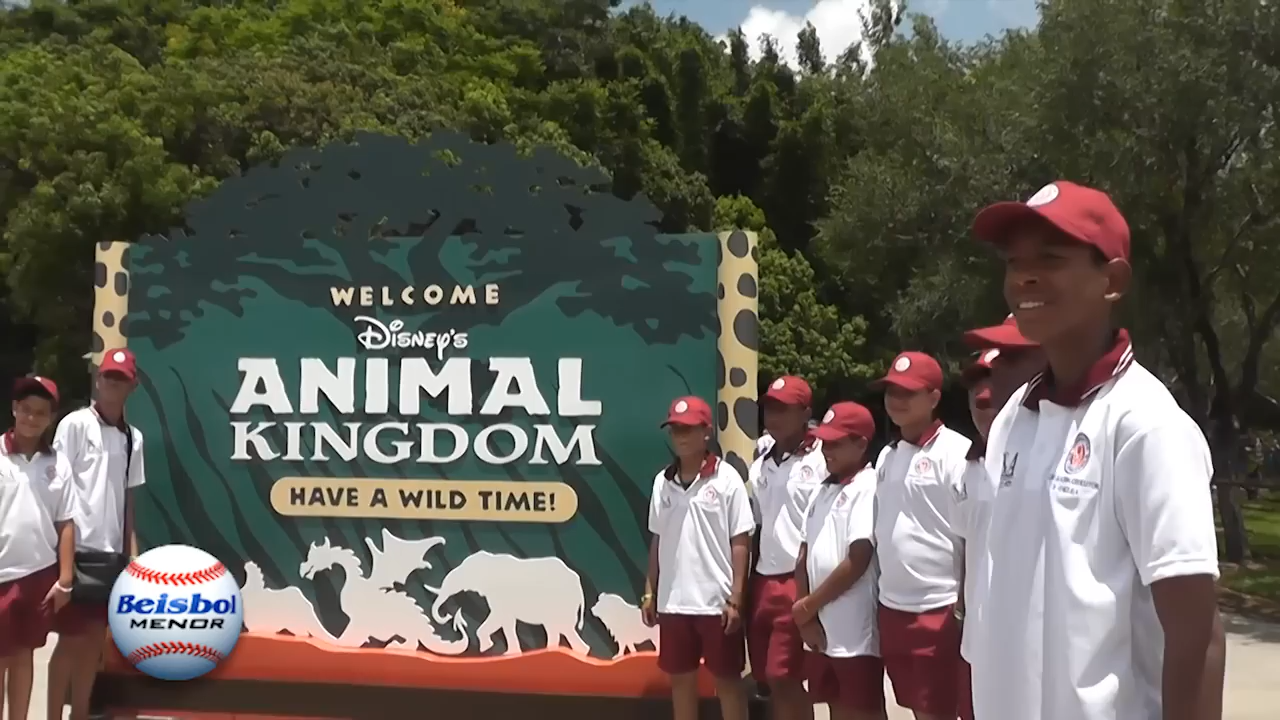 WELCOME
Disney's
ANIMAL
KINGDOM
HAVE A WILD TIME!
Beisbol
MENOR